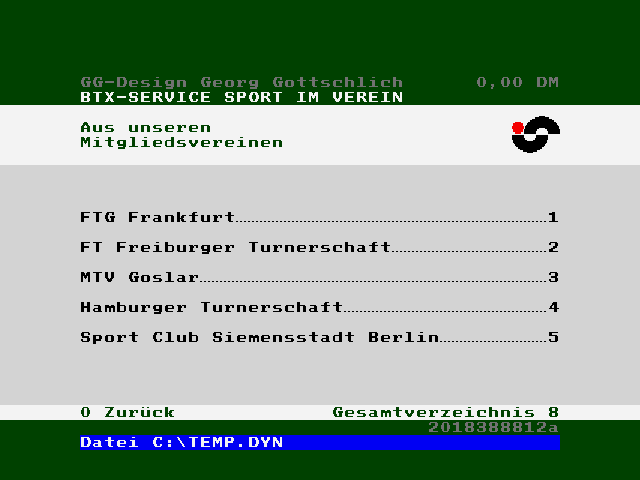 GG-Design Georg Gottschlich 0,00 DM
BTX-SERVICE SPORT IM VEREIN
Aus unseren
Mitgliedsvereinen
FTG Frankfurt..........................1
FT Freiburger Turnerschaft.............2
MTV Goslar.............................3
Hamburger Turnerschaft.................4
Sport Club Siemensstadt Berlin.........5
0 Zurück Gesamtverzeichnis 8
2018388812a
Datei C:\TEMP.DYN